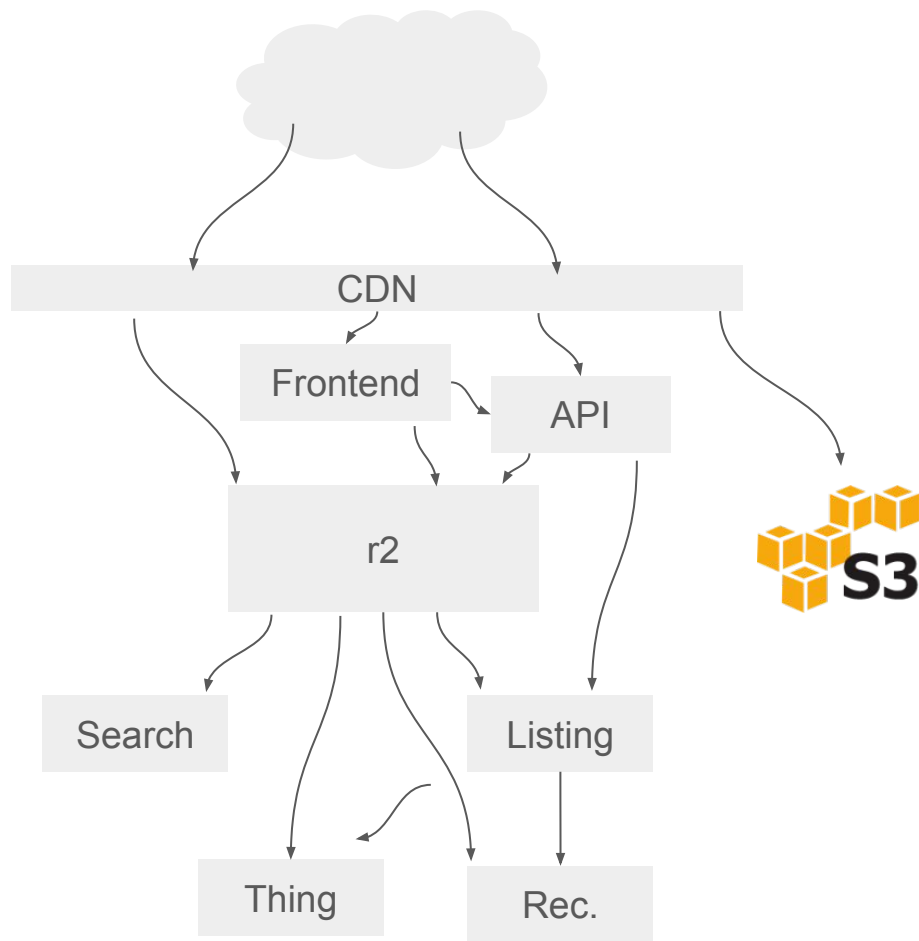 CDN
Frontend
API
r2
S3
Search
Listing
Thing
Rec.